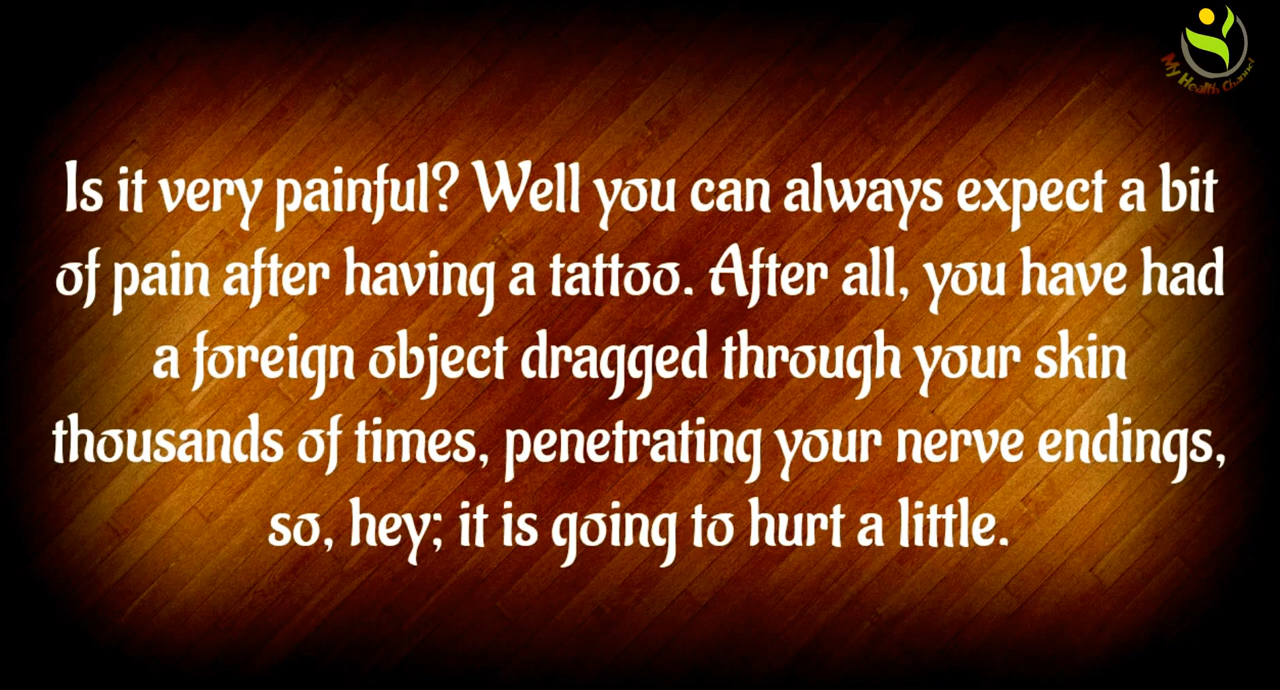 My Health Channel
Is it very painful? Well you can always expect a bit
of pain after having a tattoo. After all, you have had
a foreign object dragged through your skin
thousands of times, penetrating your nerve endings,
so, hey; it is going to hurt a little.